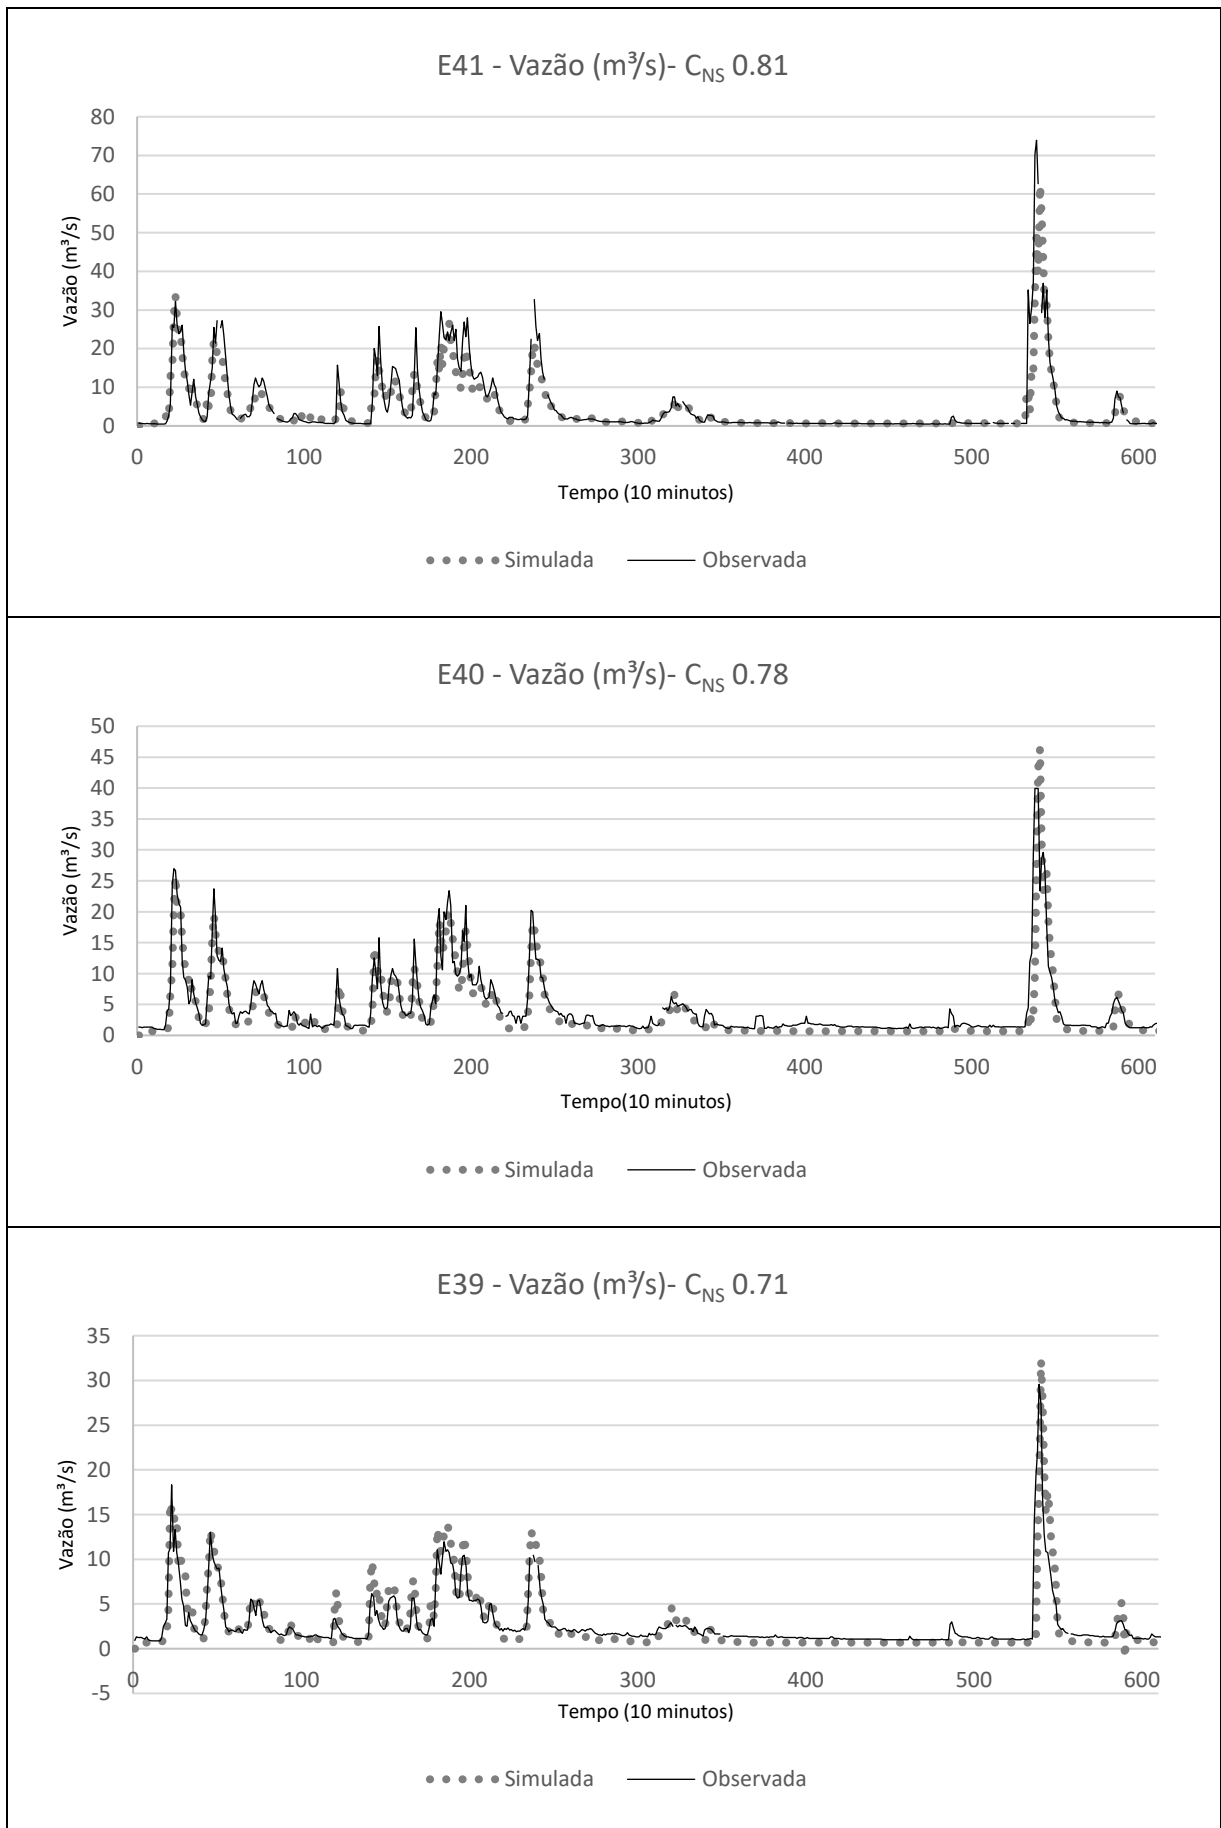 E41 - Vazão (m³/s)- C_NS 0.81
80
70
60
50
40
30
20
10
0
Vazão (m³/s)
0 100 200 300 400 500 600
Tempo (10 minutos)
Simulada Observada
E40 - Vazão (m³/s)- C_NS 0.78
50
45
40
35
30
25
20
15
10
5
0
Vazão (m³/s)
0 100 200 300 400 500 600
Tempo(10 minutos)
Simulada Observada
E39 - Vazão (m³/s)- C_NS 0.71
35
30
25
20
15
10
5
0
-5
Vazão (m³/s)
0 100 200 300 400 500 600
Tempo (10 minutos)
Simulada Observada